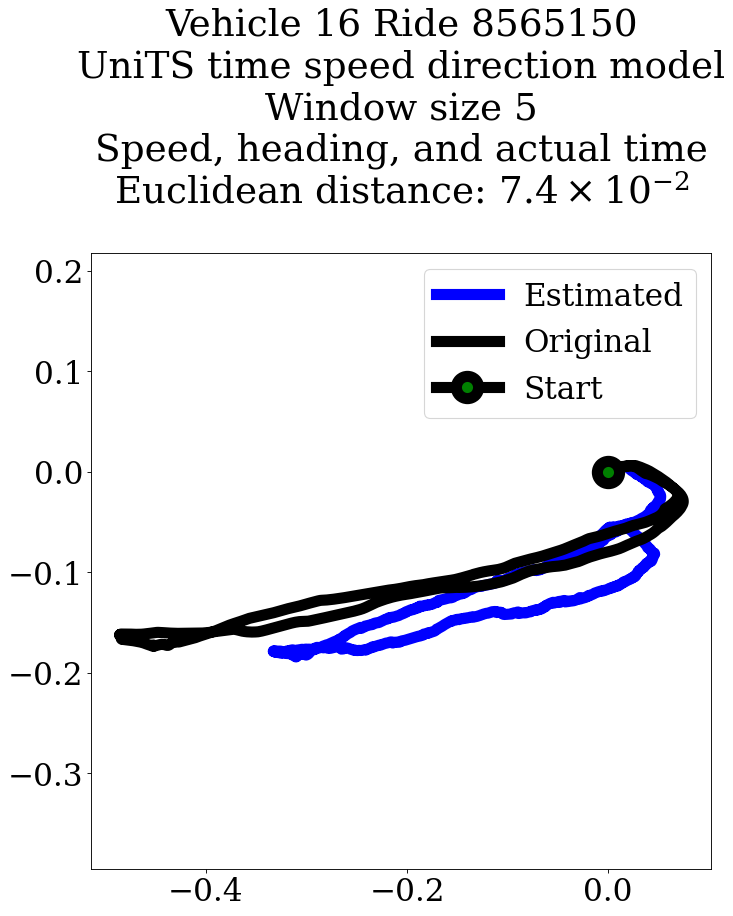 Vehicle 16 Ride 8565150
UniTS time speed direction model
Window size 5
Speed, heading, and actual time
Euclidean distance: 7.4 × 10⁻²
Estimated
Original
Start
0.2
0.1
0.0
−0.1
−0.2
−0.3
−0.4
−0.2
0.0